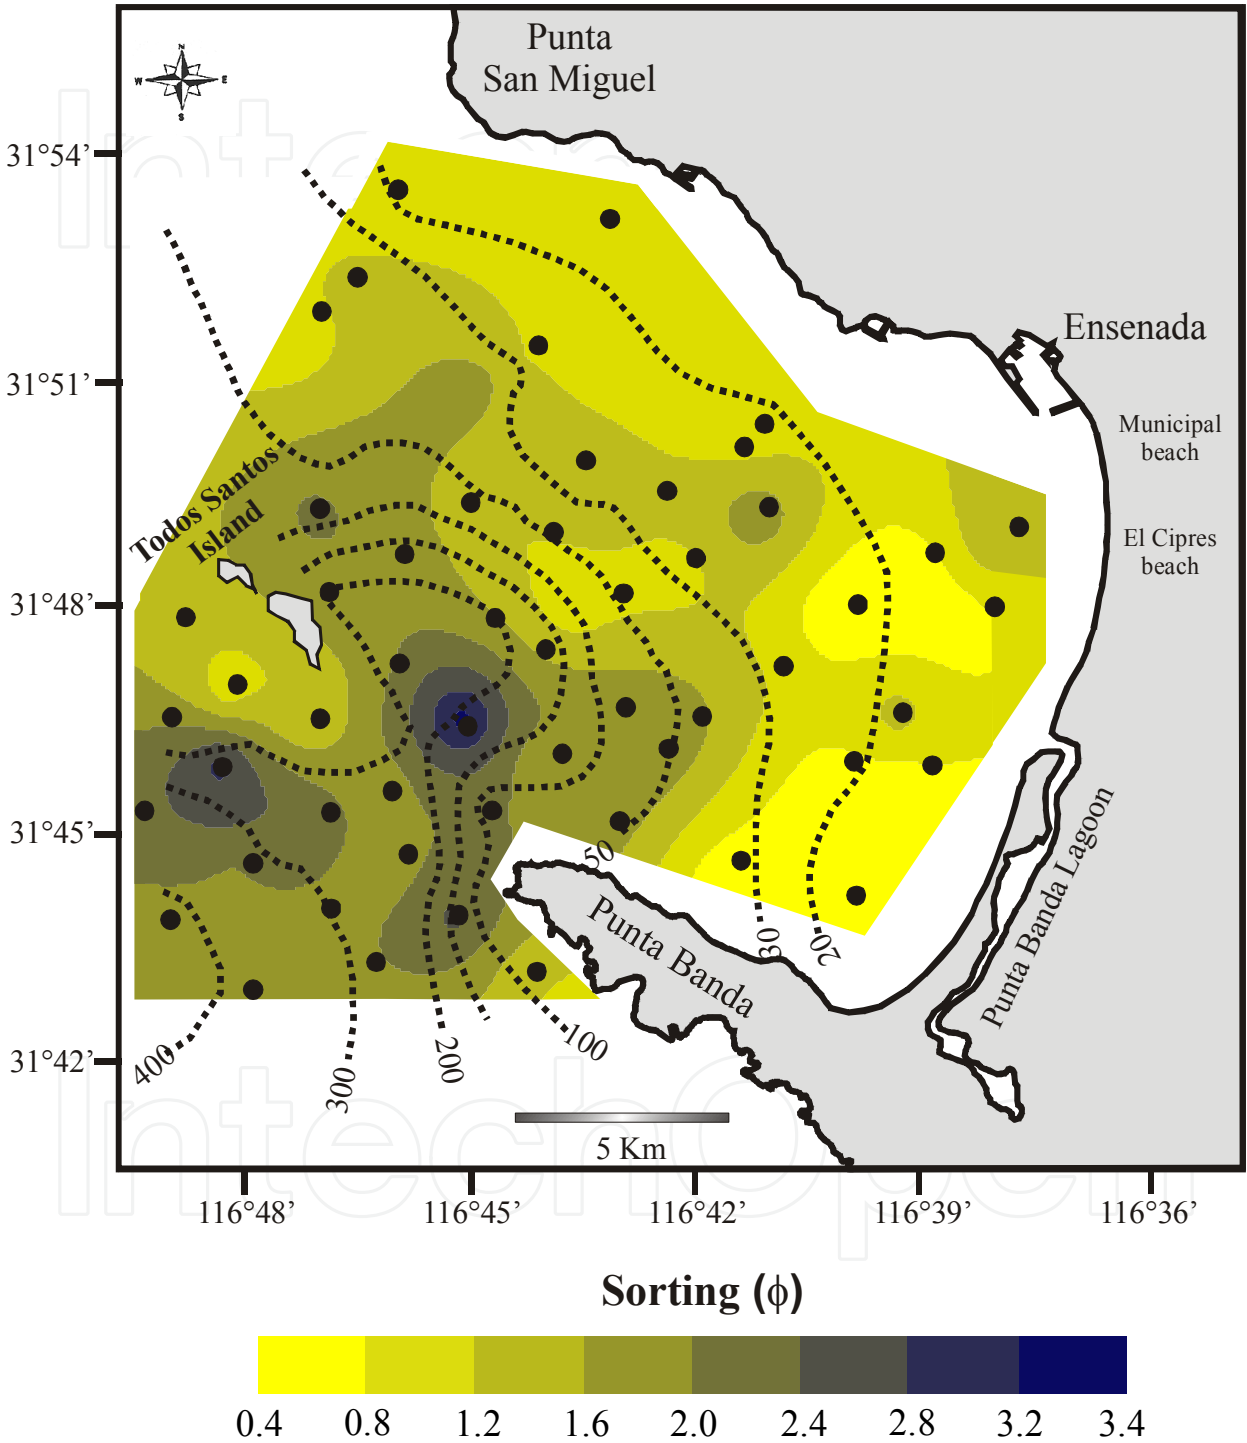 Punta
San Miguel
N
W
E
S
31°54’
Ensenada
31°51’
Municipal
beach
Todos Santos
Island
El Cipres
beach
31°48’
31°45’
50
Punta Banda
30
20
Punta Banda Lagoon
31°42’
400
300
200
100
5 Km
116°48’
116°45’
116°42’
116°39’
116°36’
IntechOpen
Sorting (ϕ)
0.4 0.8 1.2 1.6 2.0 2.4 2.8 3.2 3.4